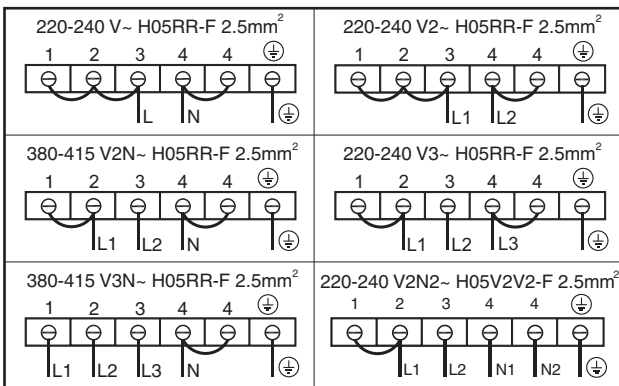 220-240 V~ H05RR-F 2.5mm²
1 2 3 4 4 ⏚
L N ⏚
220-240 V2~ H05RR-F 2.5mm²
1 2 3 4 4 ⏚
L1 L2 ⏚
380-415 V2N~ H05RR-F 2.5mm²
1 2 3 4 4 ⏚
L1 L2 N ⏚
220-240 V3~ H05RR-F 2.5mm²
1 2 3 4 4 ⏚
L1 L2 L3 ⏚
380-415 V3N~ H05RR-F 2.5mm²
1 2 3 4 4 ⏚
L1 L2 L3 N ⏚
220-240 V2N2~ H05V2V2-F 2.5mm²
1 2 3 4 4 ⏚
L1 L2 N1 N2 ⏚